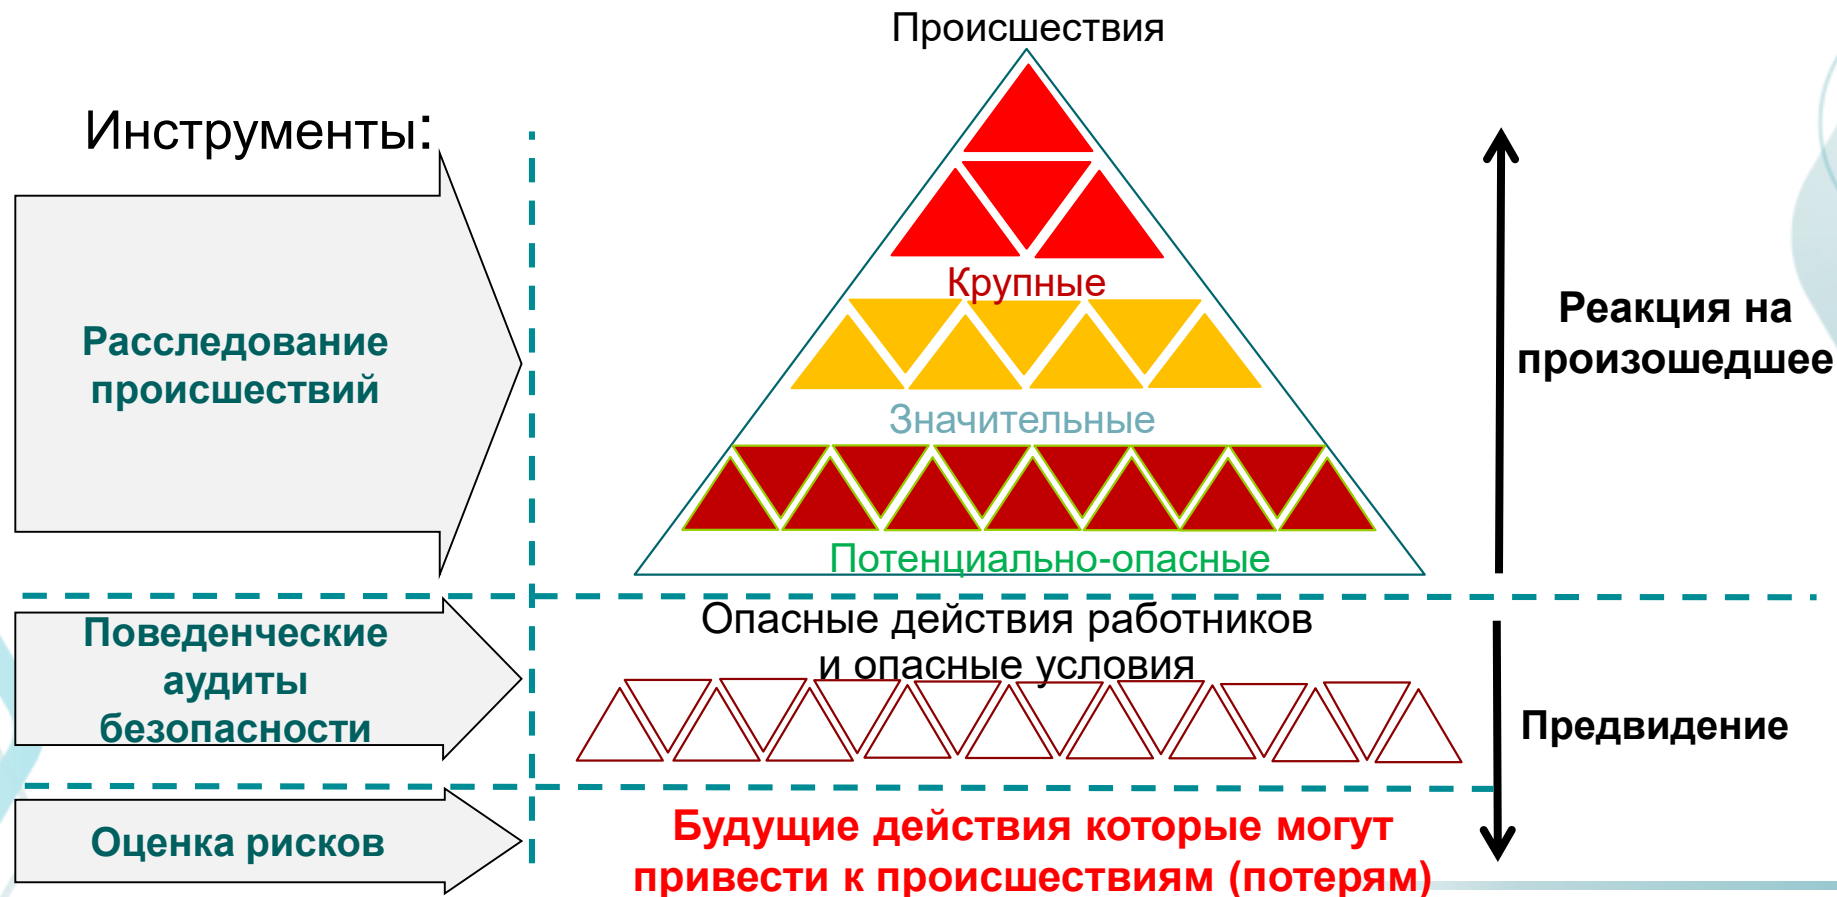 Происшествия
Инструменты:
Расследование
происшествий
Крупные
Значительные
Потенциально-опасные
Реакция на
произошедшее
Поведенческие
аудиты
безопасности
Опасные действия работников
и опасные условия
Предвидение
Оценка рисков
Будущие действия которые могут
привести к происшествиям (потерям)